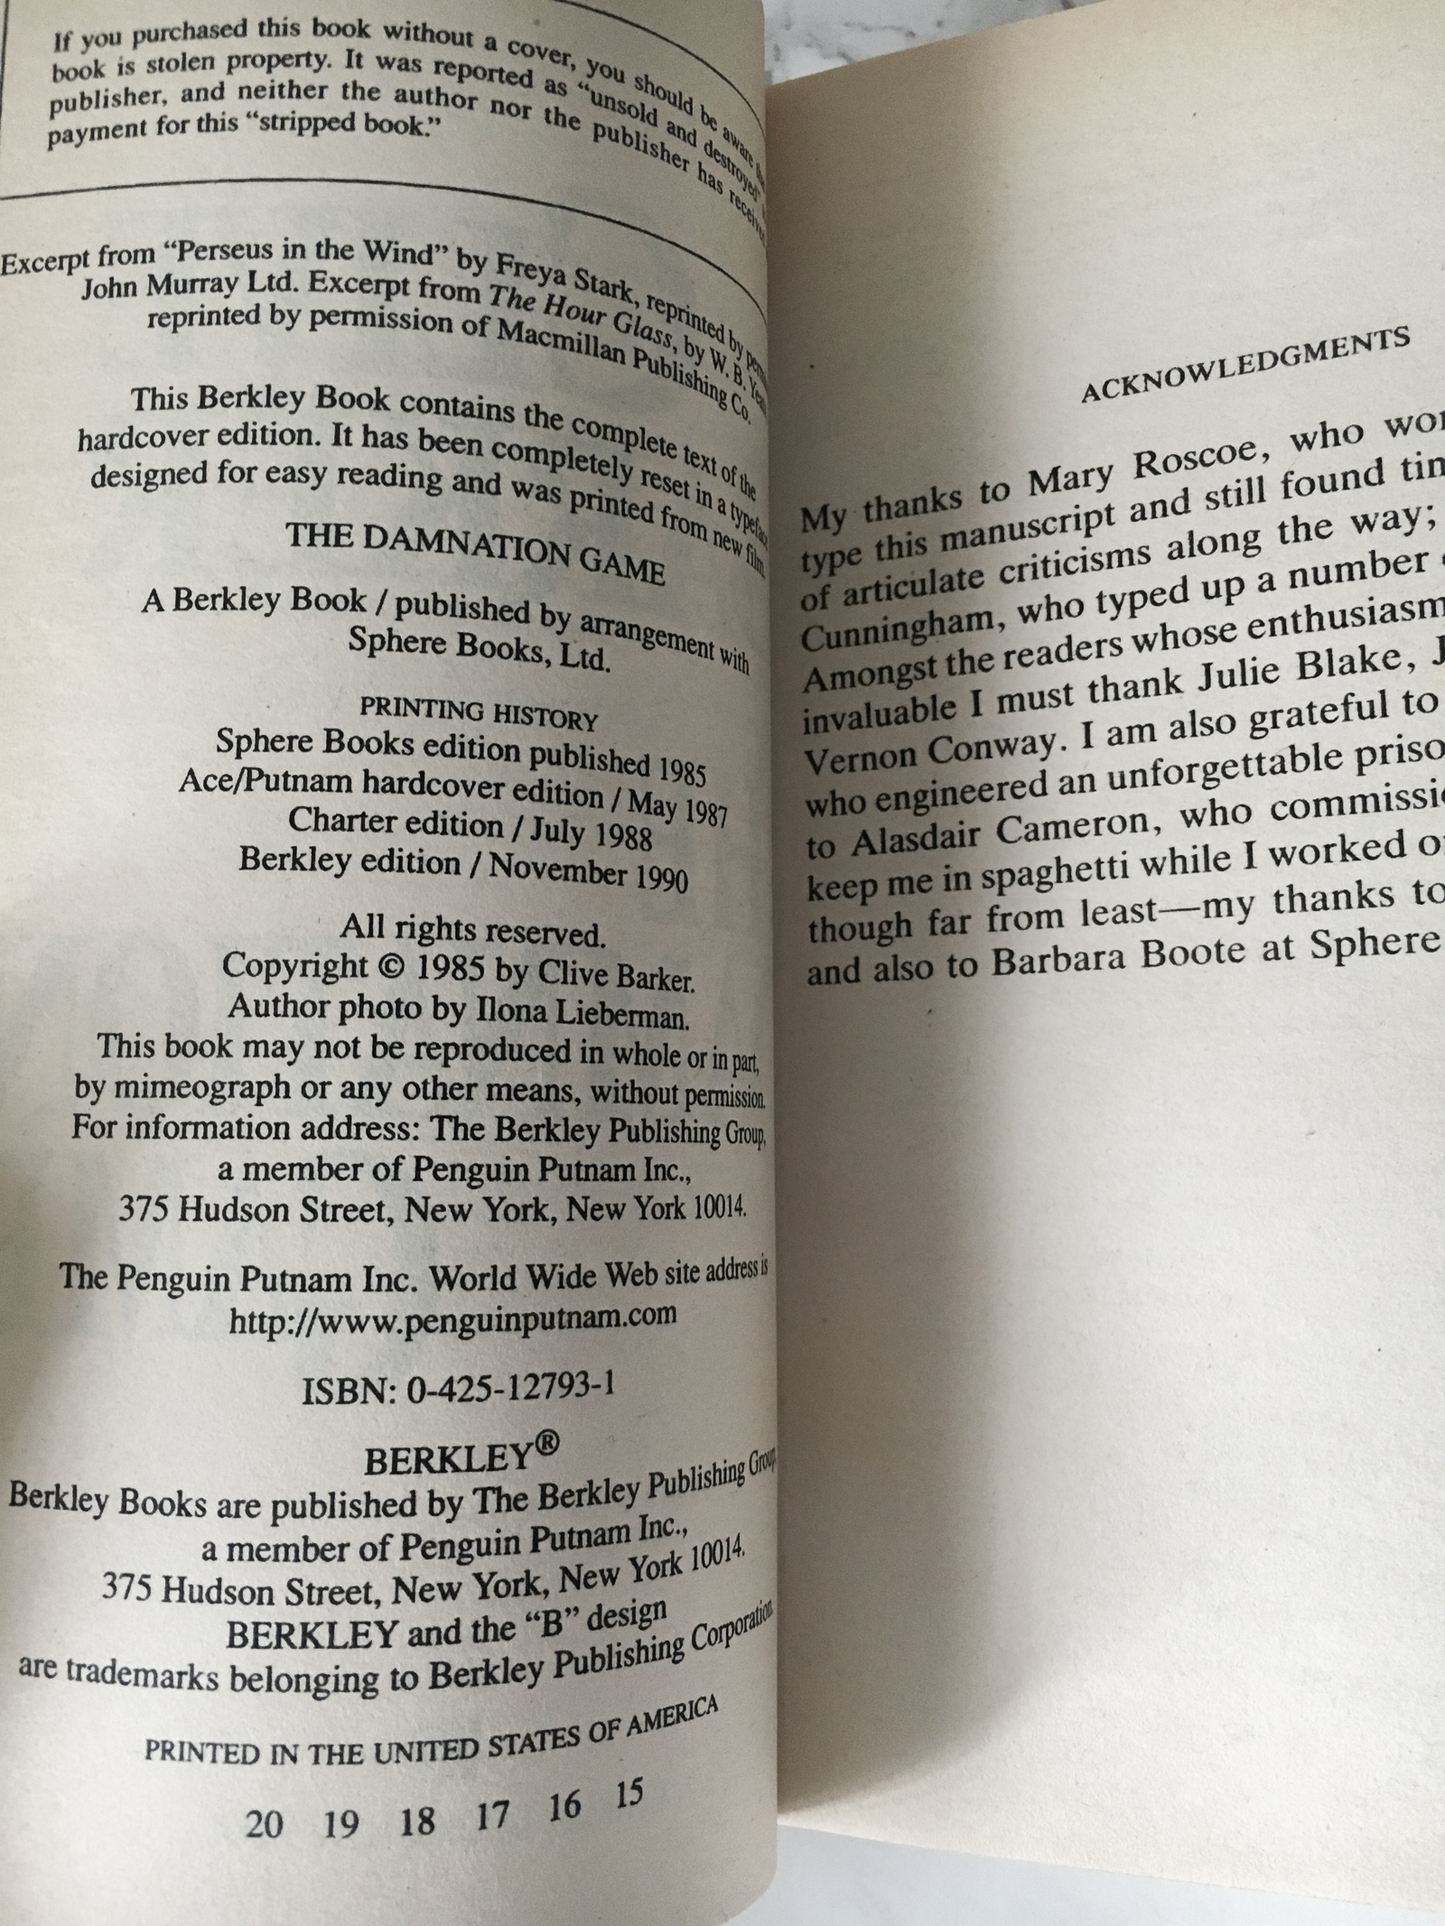 If you purchased this book without a cover, you should be aware
book is stolen property. It was reported as “unsold and destroyed”
publisher, and neither the author nor the publisher has
payment for this “stripped book.”
Excerpt from “Perseus in the Wind” by Freya Stark, reprinted by
John Murray Ltd. Excerpt from The Hour Glass, by W. B.
reprinted by permission of Macmillan Publishing Co.
This Berkley Book contains the complete text of the
hardcover edition. It has been completely reset in a
designed for easy reading and was printed from new film.
THE DAMNATION GAME
A Berkley Book / published by arrangement with
Sphere Books, Ltd.
PRINTING HISTORY
Sphere Books edition published 1985
Ace/Putnam hardcover edition / May 1987
Charter edition / July 1988
Berkley edition / November 1990
All rights reserved.
Copyright © 1985 by Clive Barker.
Author photo by Ilona Lieberman.
This book may not be reproduced in whole or in part,
by mimeograph or any other means, without permission.
For information address: The Berkley Publishing Group,
a member of Penguin Putnam Inc.,
375 Hudson Street, New York, New York 10014.
The Penguin Putnam Inc. World Wide Web site address is
http://www.penguinputnam.com
ISBN: 0-425-12793-1
BERKLEY®
Berkley Books are published by The Berkley Publishing Group,
a member of Penguin Putnam Inc.,
375 Hudson Street, New York, New York 10014.
BERKLEY and the “B” design
are trademarks belonging to Berkley Publishing Corporation.
PRINTED IN THE UNITED STATES OF AMERICA
20 19 18 17 16 15
ACKNOWLEDGMENTS
My thanks to Mary Roscoe, who
type this manuscript and still found
of articulate criticisms along the way;
Cunningham, who typed up a number
Amongst the readers whose enthusiasm
invaluable I must thank Julie Blake,
Vernon Conway. I am also grateful to
who engineered an unforgettable
to Alasdair Cameron, who
keep me in spaghetti while I worked
though far from least—my thanks to
and also to Barbara Boote at Sphere